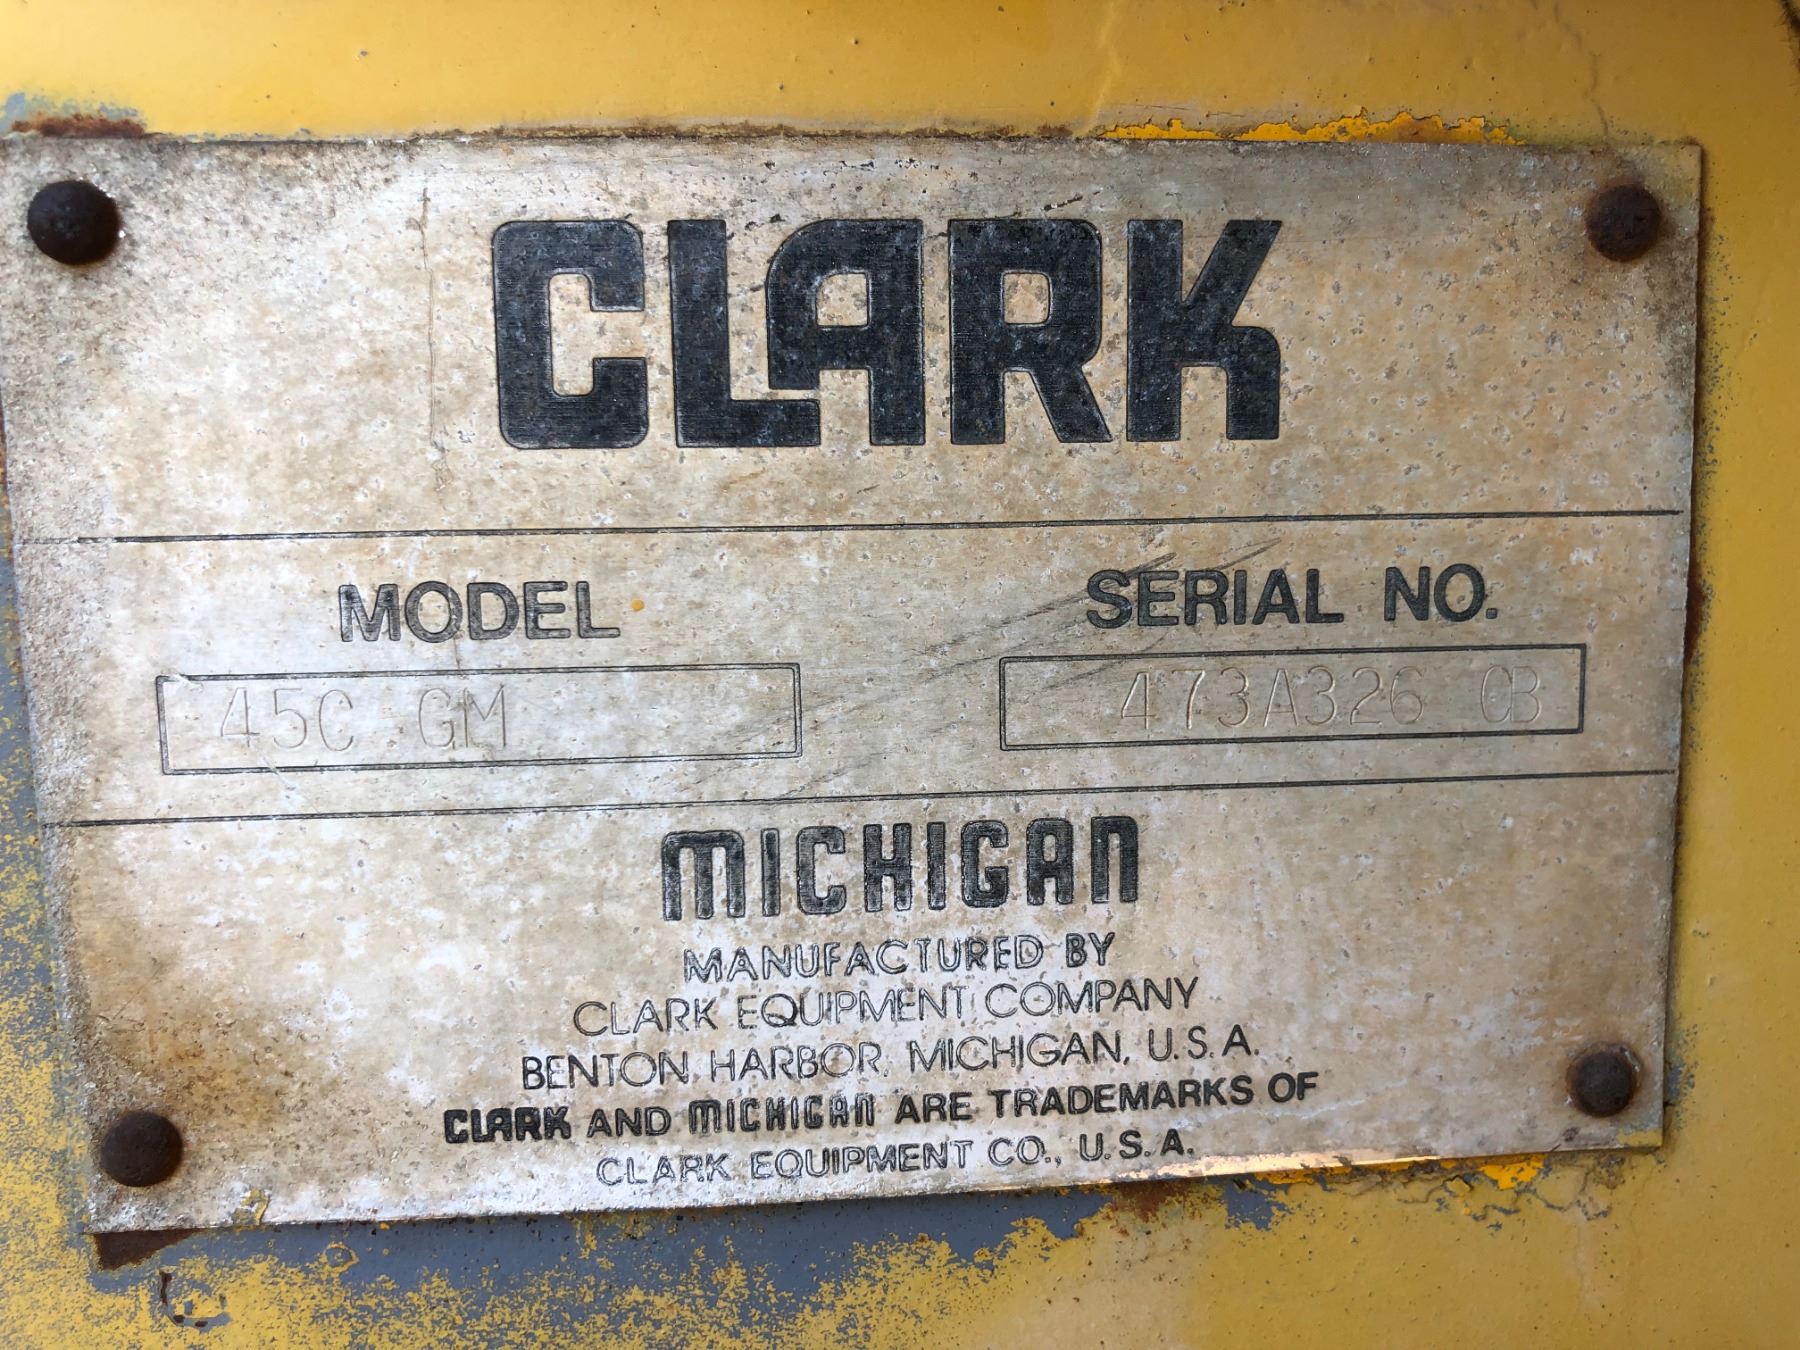 CLARK
MODEL SERIAL NO.
45C-GM 473A326 CB
MICHIGAN
MANUFACTURED BY
CLARK EQUIPMENT COMPANY
BENTON HARBOR, MICHIGAN, U.S.A.
CLARK AND MICHIGAN ARE TRADEMARKS OF
CLARK EQUIPMENT CO., U.S.A.